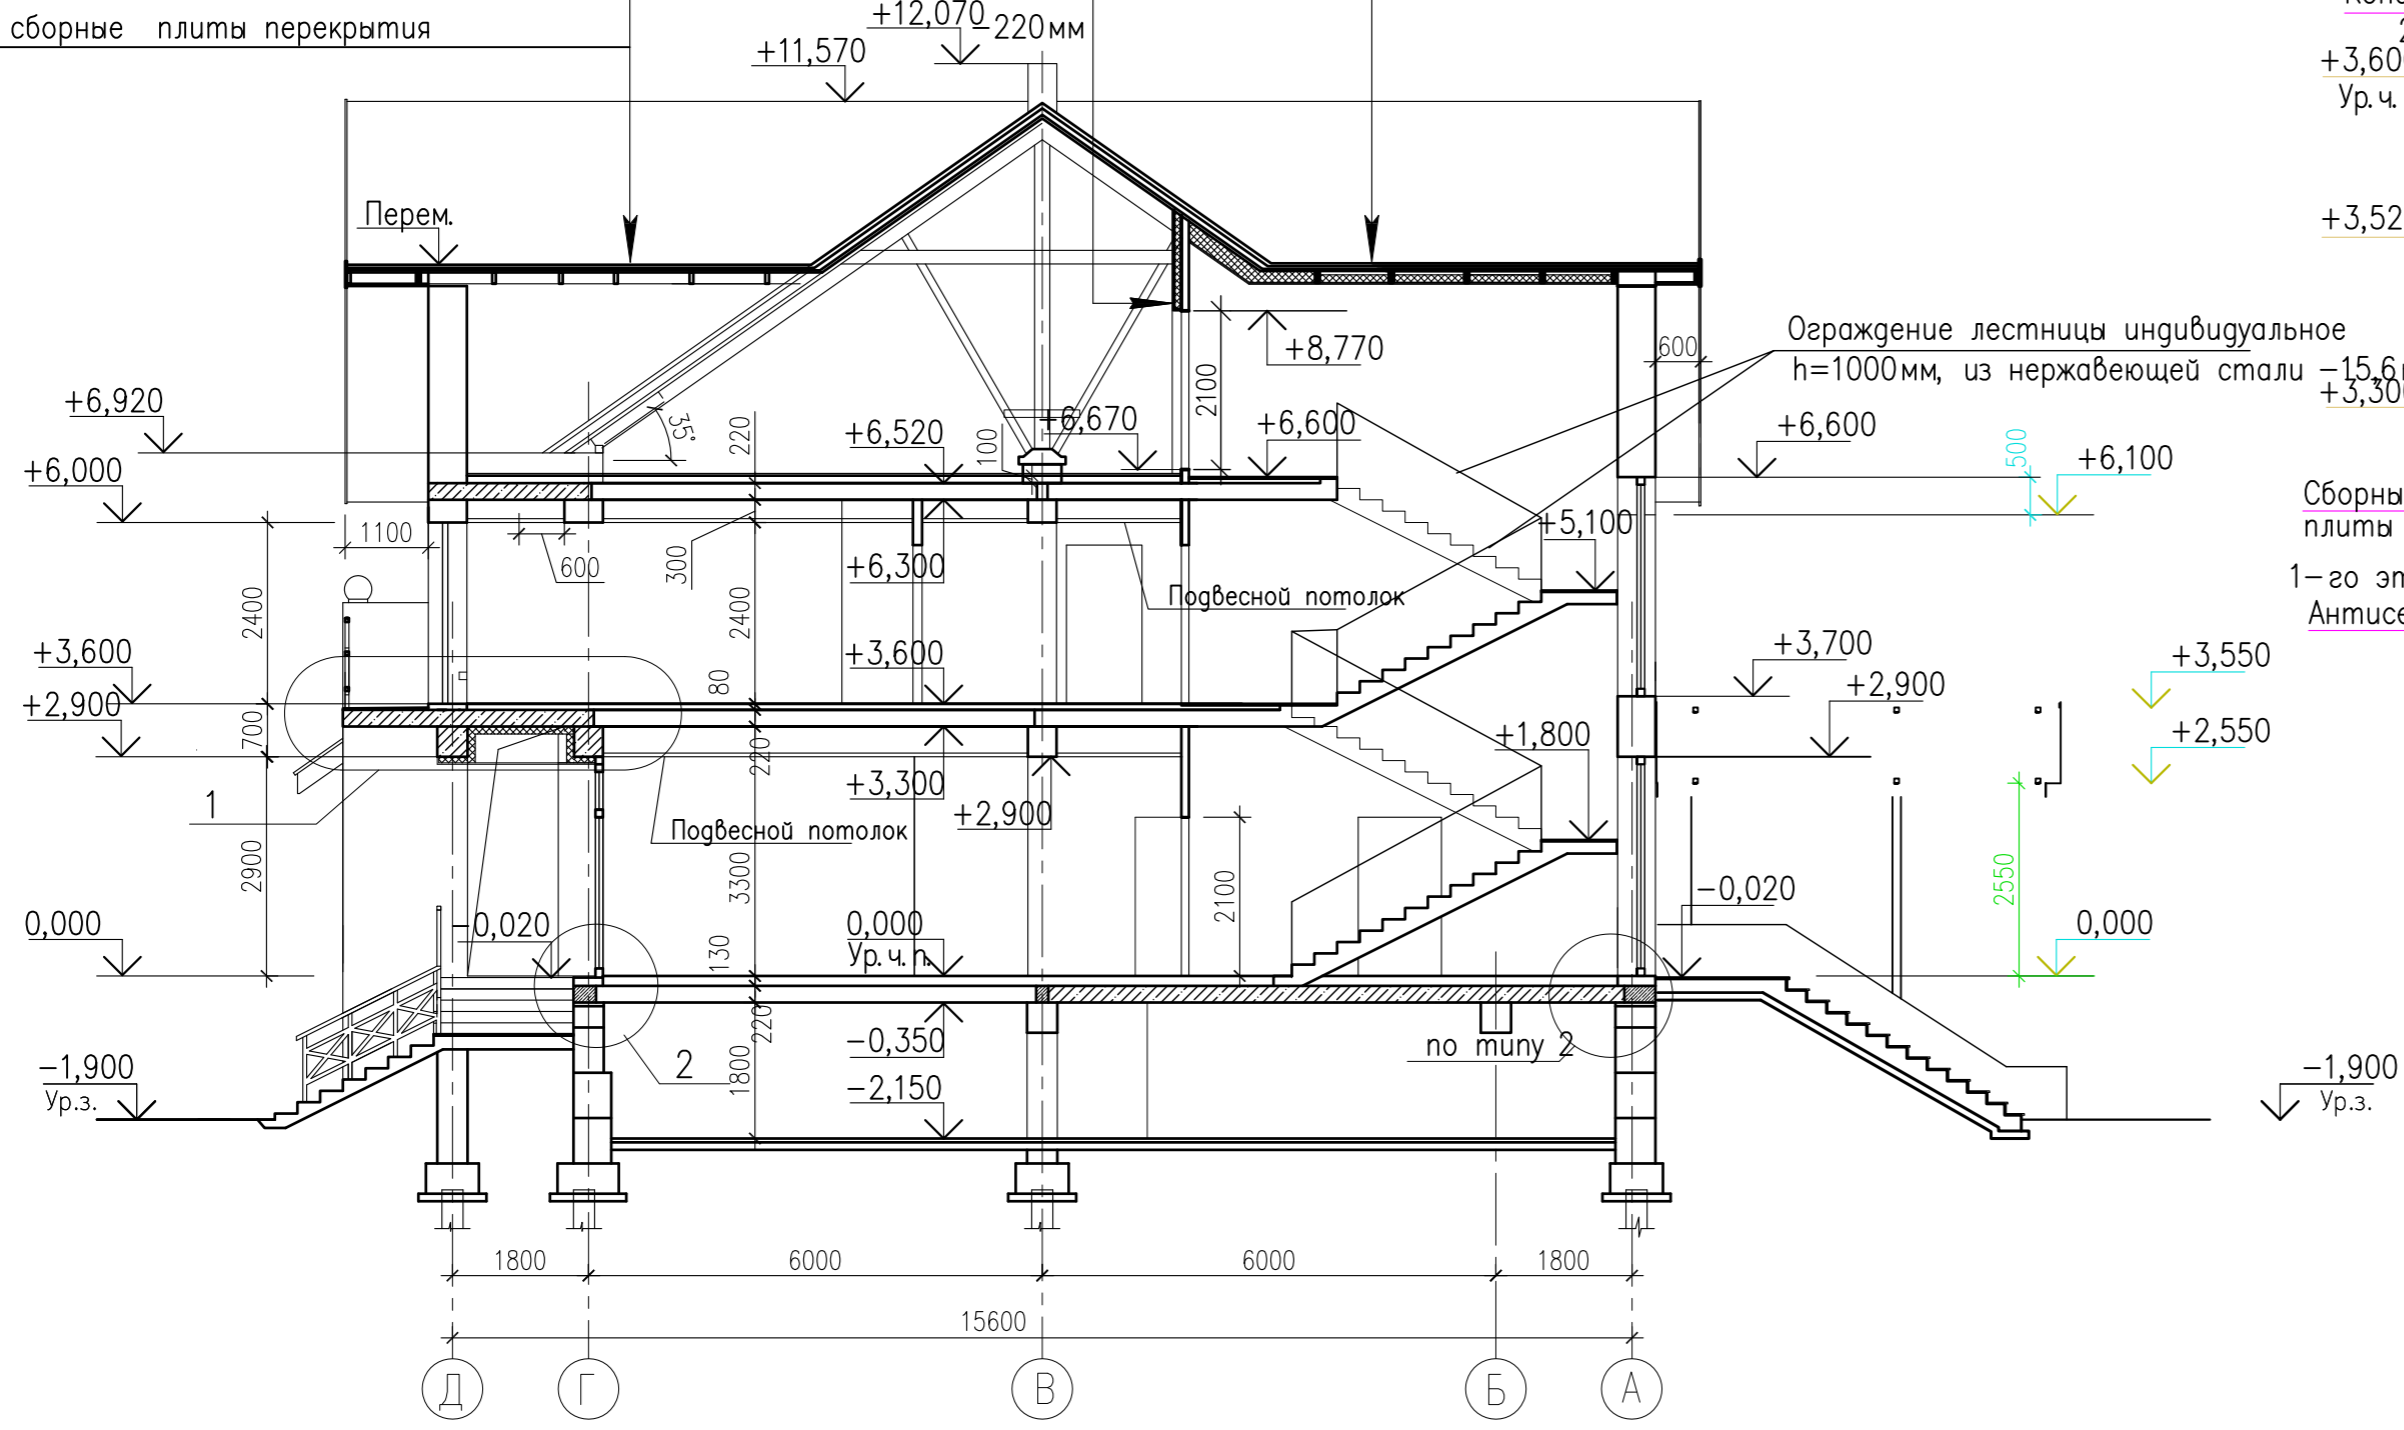 сборные плиты перекрытия
+12,070
-220мм
+11,570
+3,60
Ур.ч.
Перем.
+3,52
+8,770
Ограждение лестницы индивидуальное
h=1000мм, из нержавеющей стали -15,6
+3,30
600
2100
+6,920
35°
220
+6,520
100
+6,670
+6,600
+6,600
+6,000
500
+6,100
1100
600
300
+6,300
+5,100
Сборны
плиты
1-го эт
Антисе
2400
2400
Подвесной потолок
+3,600
+3,600
+3,700
+3,550
+2,900
80
+2,900
700
220
+1,800
+2,550
1
+3,300
+2,900
Подвесной потолок
2900
3300
2100
2550
0,000
0,020
0,000
Ур.ч.п.
-0,020
0,000
130
220
-0,350
по типу 2
2
1800
-2,150
-1,900
Ур.з.
-1,900
Ур.з.
1800
6000
6000
1800
15600
Д
Г
В
Б
А